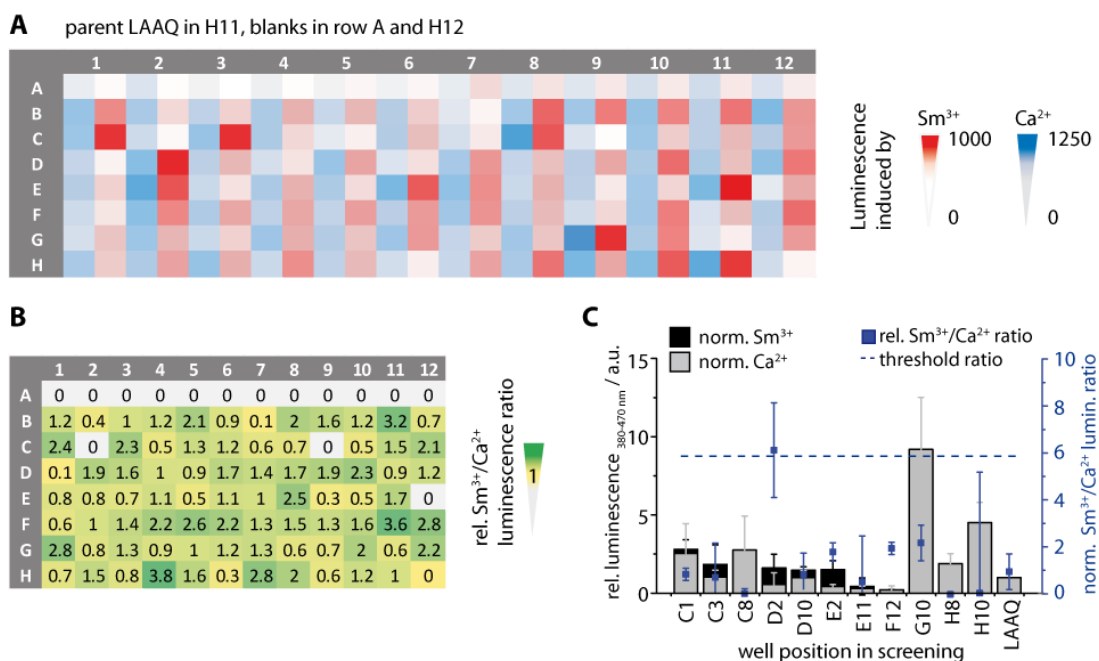 A parent LAAQ in H11, blanks in row A and H12
1 2 3 4 5 6 7 8 9 10 11 12
A
B
C
D
E
F
G
H
Luminescence
induced by
Sm³⁺ Ca²⁺
1000 1250
0 0
B
1 2 3 4 5 6 7 8 9 10 11 12
A 0 0 0 0 0 0 0 0 0 0 0 0
B 1.2 0.4 1 1.2 2.1 0.9 0.1 2 1.6 1.2 3.2 0.7
C 2.4 0 2.3 0.5 1.3 1.2 0.6 0.7 0 0.5 1.5 2.1
D 0.1 1.9 1.6 1 0.9 1.6 1.4 1.7 1.9 2.3 0.9 1.2
E 0.8 0.8 0.7 1.1 0.5 1.1 1 2.5 0.3 0.5 1.7 0
F 0.6 1 1.4 2.2 2.6 2.2 1.3 1.5 1.3 1.6 3.6 2.8
G 2.8 0.8 1.3 0.9 1 1.2 1.3 0.6 0.7 2 0.6 2.2
H 0.7 1.5 0.8 3.8 1.6 0.3 2.8 2 0.6 1.2 1 0
rel. Sm³⁺/Ca²⁺
luminescence ratio
1
C
norm. Sm³⁺
norm. Ca²⁺
rel. Sm³⁺/Ca²⁺ ratio
threshold ratio
rel. luminescence 380-470 nm / a.u.
15
10
5
0
10
8
6
4
2
0
norm. Sm³⁺/Ca²⁺ lumin. ratio
C1 C3 C8 D2 D10 E2 E11 F12 G10 H8 H10 LAAQ
well position in screening